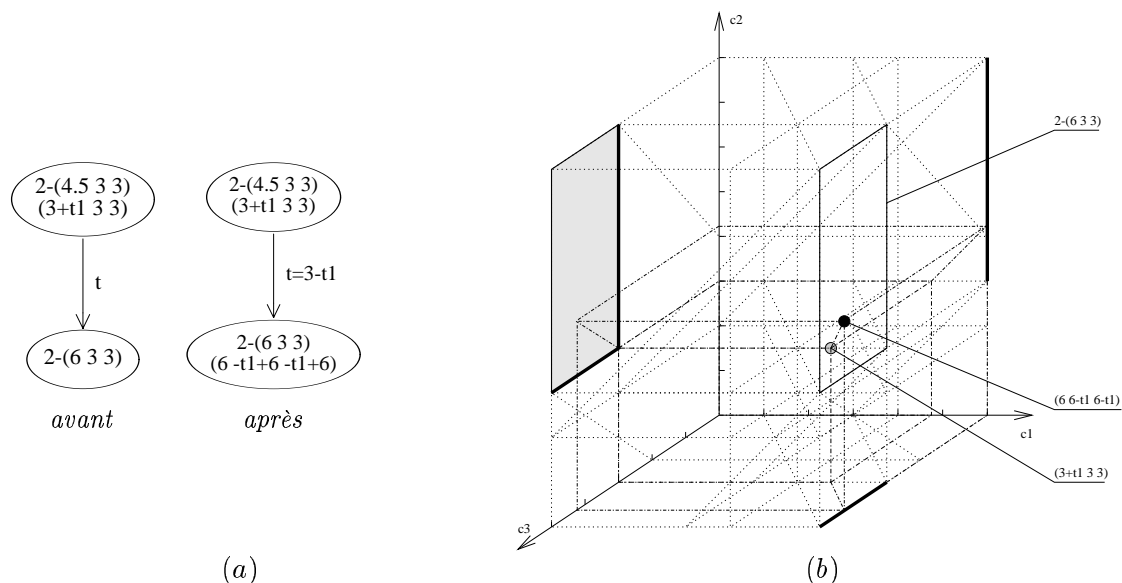 2-(4.5 3 3)
(3+t1 3 3)
t
2-(6 3 3)
avant
2-(4.5 3 3)
(3+t1 3 3)
t=3-t1
2-(6 3 3)
(6 -t1+6 -t1+6)
après
(a)
c2
2-(6 3 3)
(6 6-t1 6-t1)
c1
(3+t1 3 3)
c3
(b)